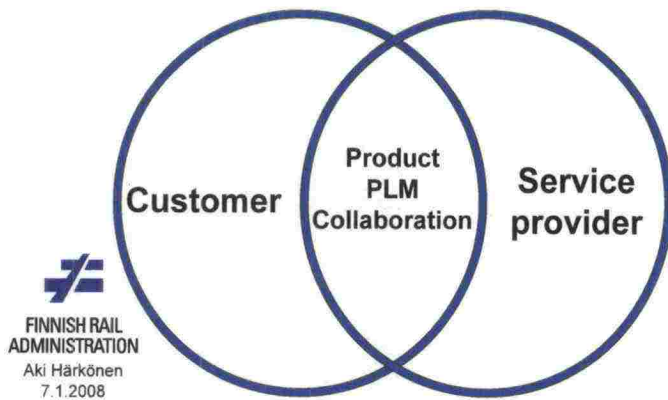 Customer
Product
PLM
Collaboration
Service
provider
FINNISH RAIL
ADMINISTRATION
Aki Härkönen
7.1.2008